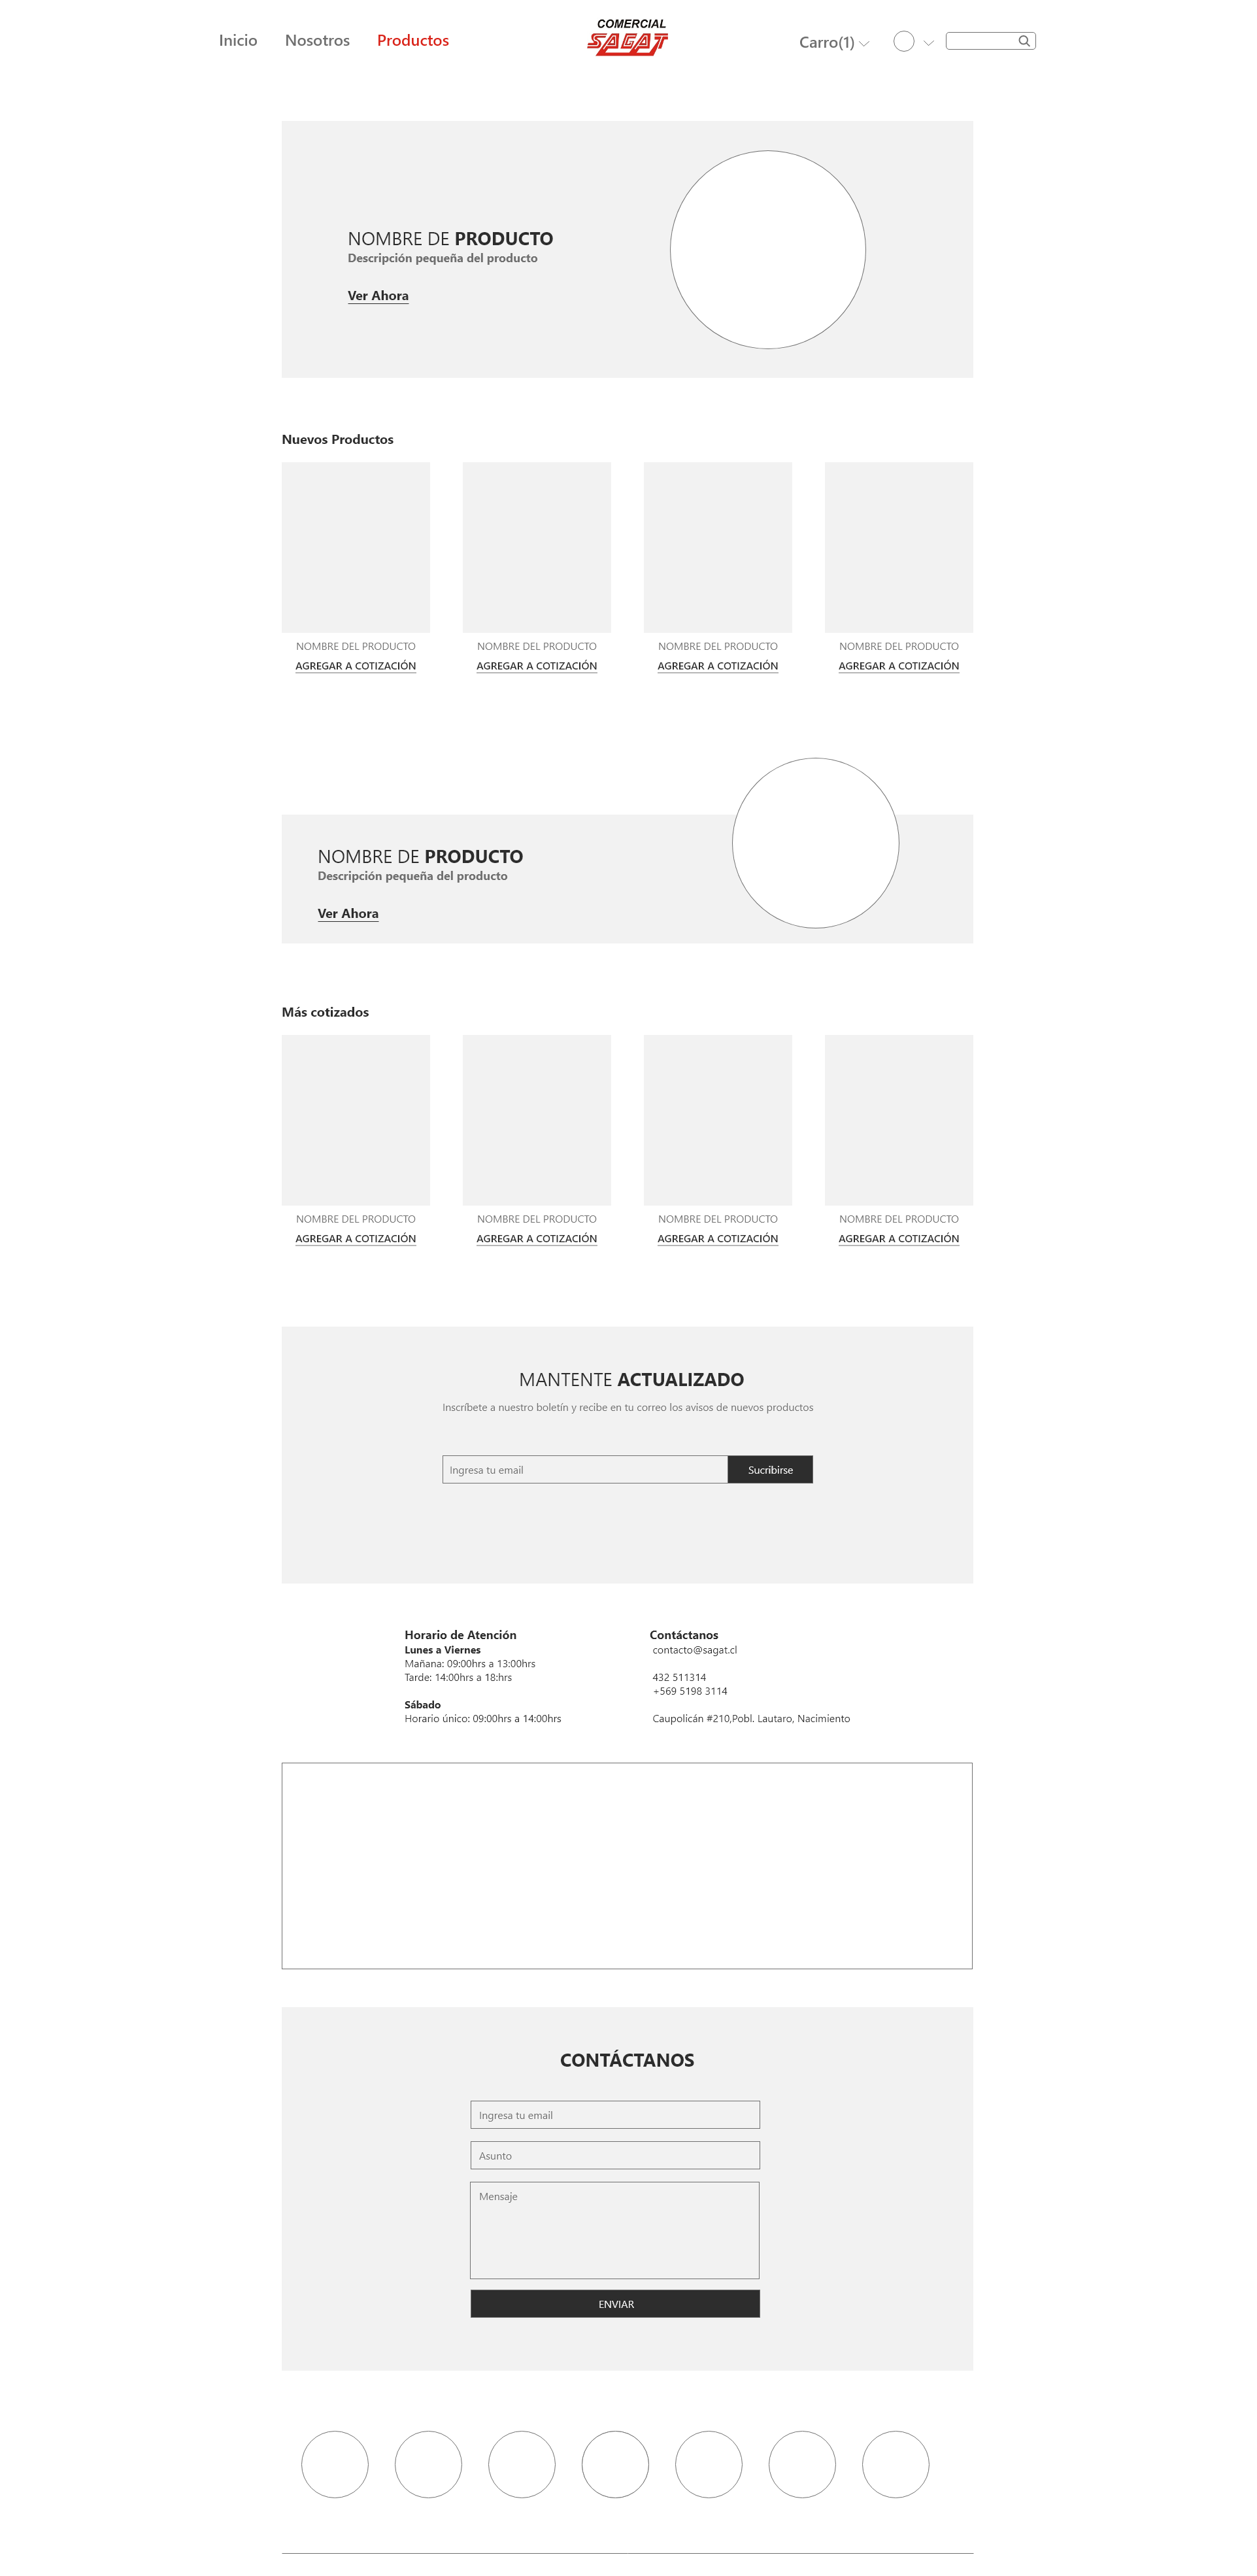 Inicio Nosotros Productos
COMERCIAL
SAGAT
Carro(1)
NOMBRE DE PRODUCTO
Descripción pequeña del producto
Ver Ahora
Nuevos Productos
NOMBRE DEL PRODUCTO NOMBRE DEL PRODUCTO NOMBRE DEL PRODUCTO NOMBRE DEL PRODUCTO
AGREGAR A COTIZACIÓN AGREGAR A COTIZACIÓN AGREGAR A COTIZACIÓN AGREGAR A COTIZACIÓN
NOMBRE DE PRODUCTO
Descripción pequeña del producto
Ver Ahora
Más cotizados
NOMBRE DEL PRODUCTO NOMBRE DEL PRODUCTO NOMBRE DEL PRODUCTO NOMBRE DEL PRODUCTO
AGREGAR A COTIZACIÓN AGREGAR A COTIZACIÓN AGREGAR A COTIZACIÓN AGREGAR A COTIZACIÓN
MANTENTE ACTUALIZADO
Inscríbete a nuestro boletín y recibe en tu correo los avisos de nuevos productos
Ingresa tu email
Sucribirse
Horario de Atención
Lunes a Viernes
Mañana: 09:00hrs a 13:00hrs
Tarde: 14:00hrs a 18:hrs
Sábado
Horario único: 09:00hrs a 14:00hrs
Contáctanos
contacto@sagat.cl
432 511314
+569 5198 3114
Caupolicán #210,Pobl. Lautaro, Nacimiento
CONTÁCTANOS
Ingresa tu email
Asunto
Mensaje
ENVIAR